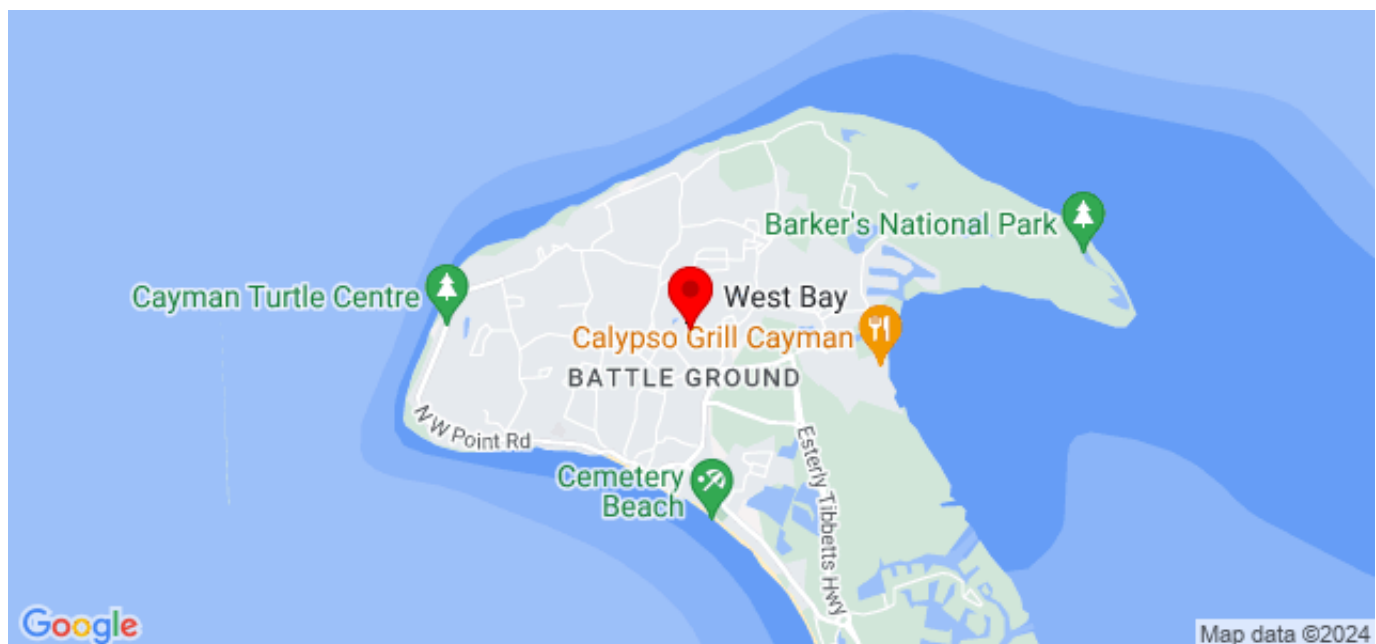 Barker's National Park
Cayman Turtle Centre
West Bay
Calypso Grill Cayman
BATTLE GROUND
N W Point Rd
Esterly Tibbetts Hwy
Cemetery
Beach
Google
Map data ©2024